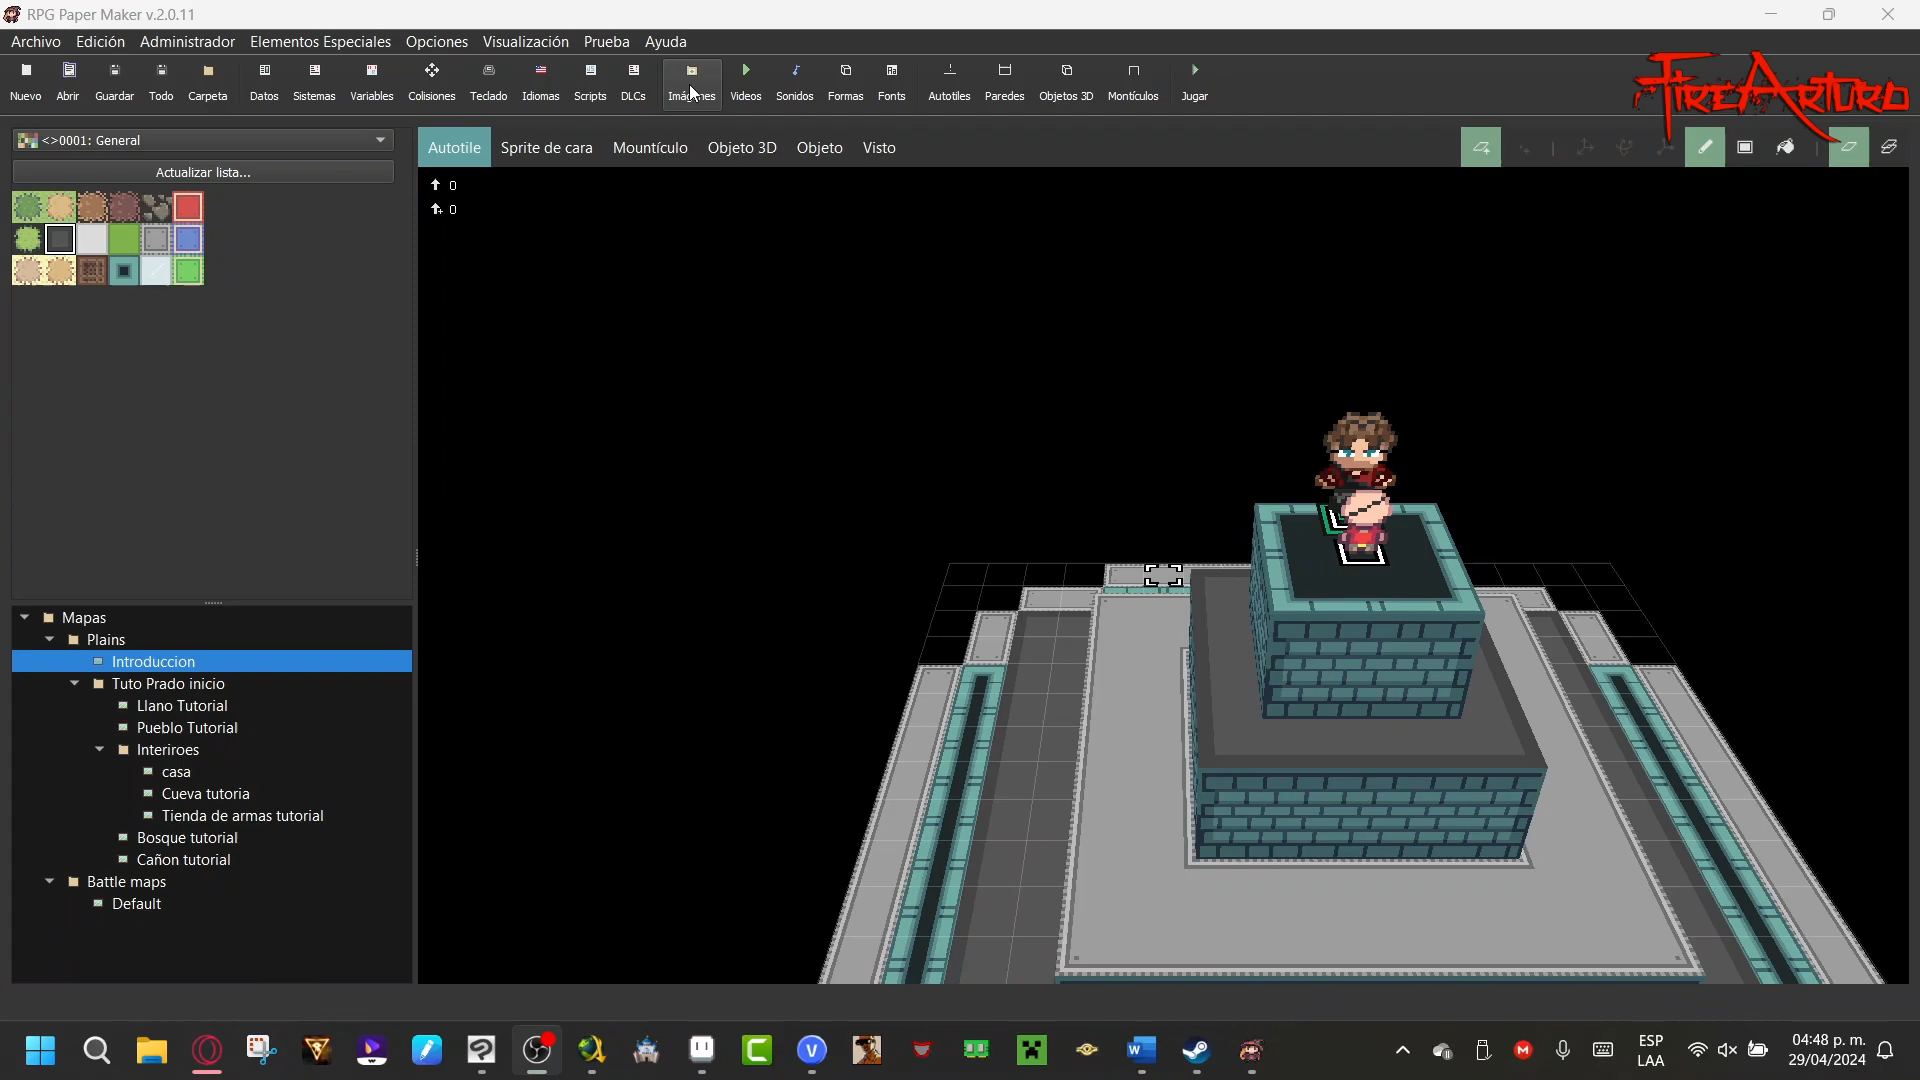 RPG Paper Maker v.2.0.11
Archivo Edición Administrador Elementos Especiales Opciones Visualización Prueba Ayuda
Nuevo Abrir Guardar Todo Carpeta Datos Sistemas Variables Colisiones Teclado Idiomas Scripts DLCs Imágenes Videos Sonidos Formas Fonts Autotiles Paredes Objetos 3D Montículos Jugar
FireArturo
<>0001: General
Autotile Sprite de cara Mountículo Objeto 3D Objeto Visto
Actualizar lista...
0
0
Mapas
Plains
Introduccion
Tuto Prado inicio
Llano Tutorial
Pueblo Tutorial
Interiroes
casa
Cueva tutoria
Tienda de armas tutorial
Bosque tutorial
Cañon tutorial
Battle maps
Default
ESP
LAA
04:48 p. m.
29/04/2024